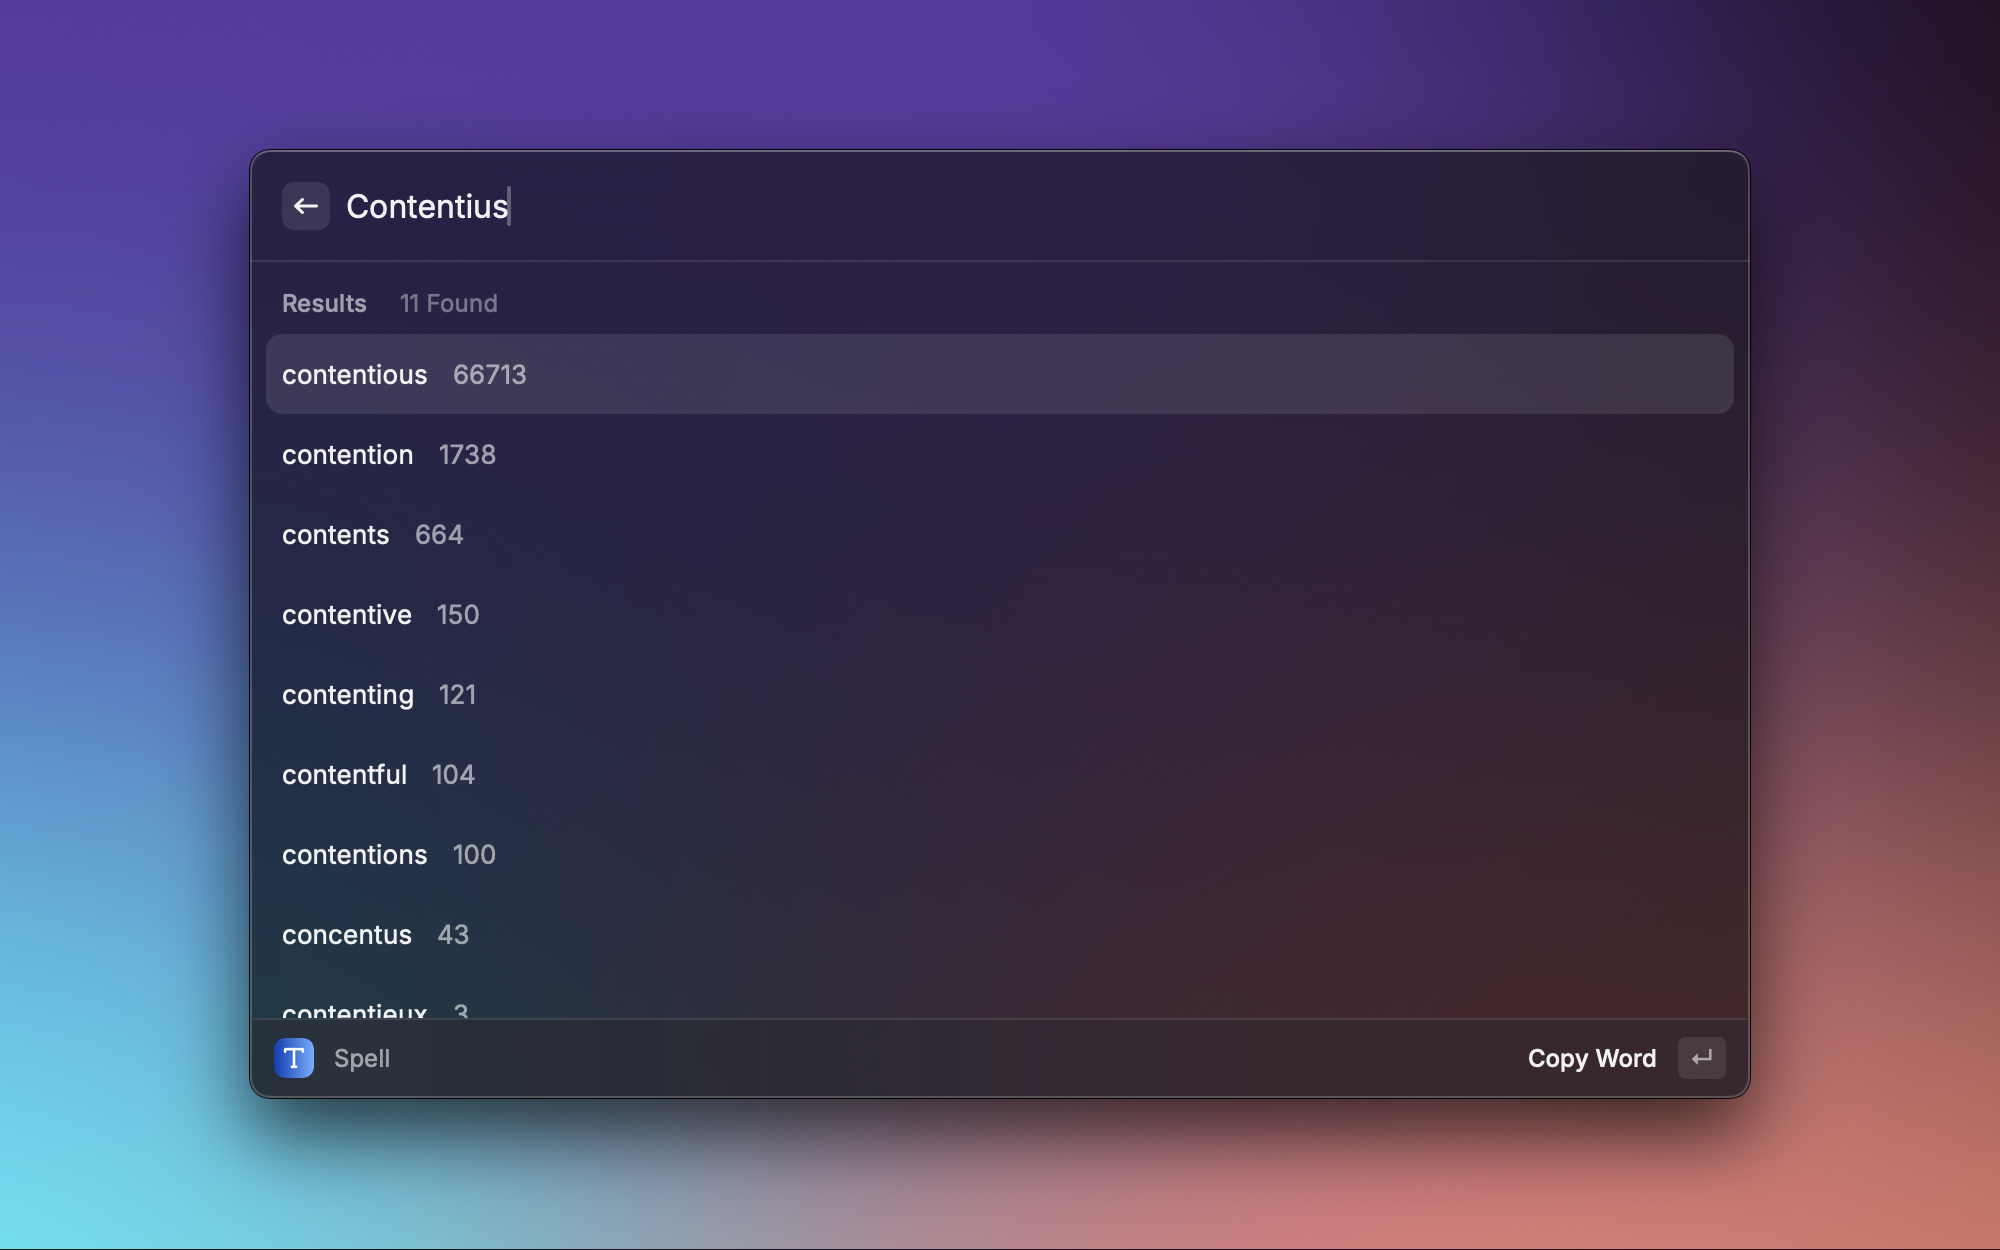 Contentius
Results 11 Found
contentious 66713
contention 1738
contents 664
contentive 150
contenting 121
contentful 104
contentions 100
concentus 43
contentieux 3
T Spell
Copy Word